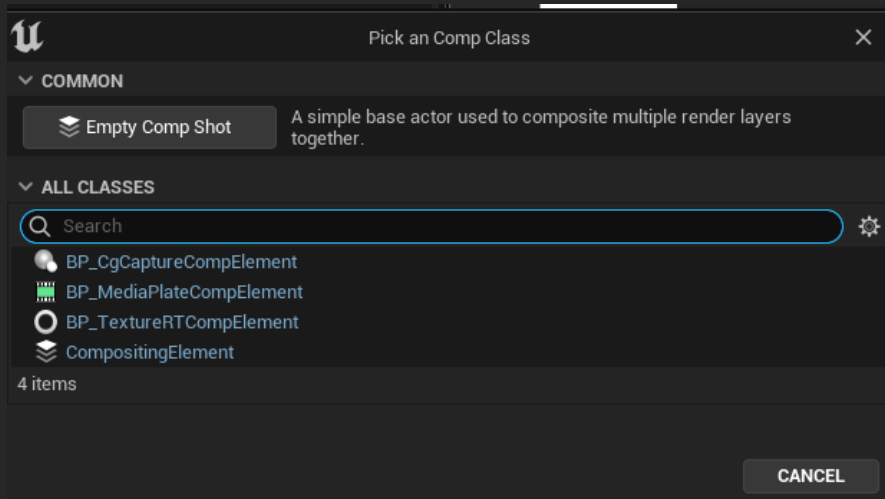 Pick an Comp Class
COMMON
Empty Comp Shot
A simple base actor used to composite multiple render layers
together.
ALL CLASSES
Search
BP_CgCaptureCompElement
BP_MediaPlateCompElement
BP_TextureRTCompElement
CompositingElement
4 items
CANCEL